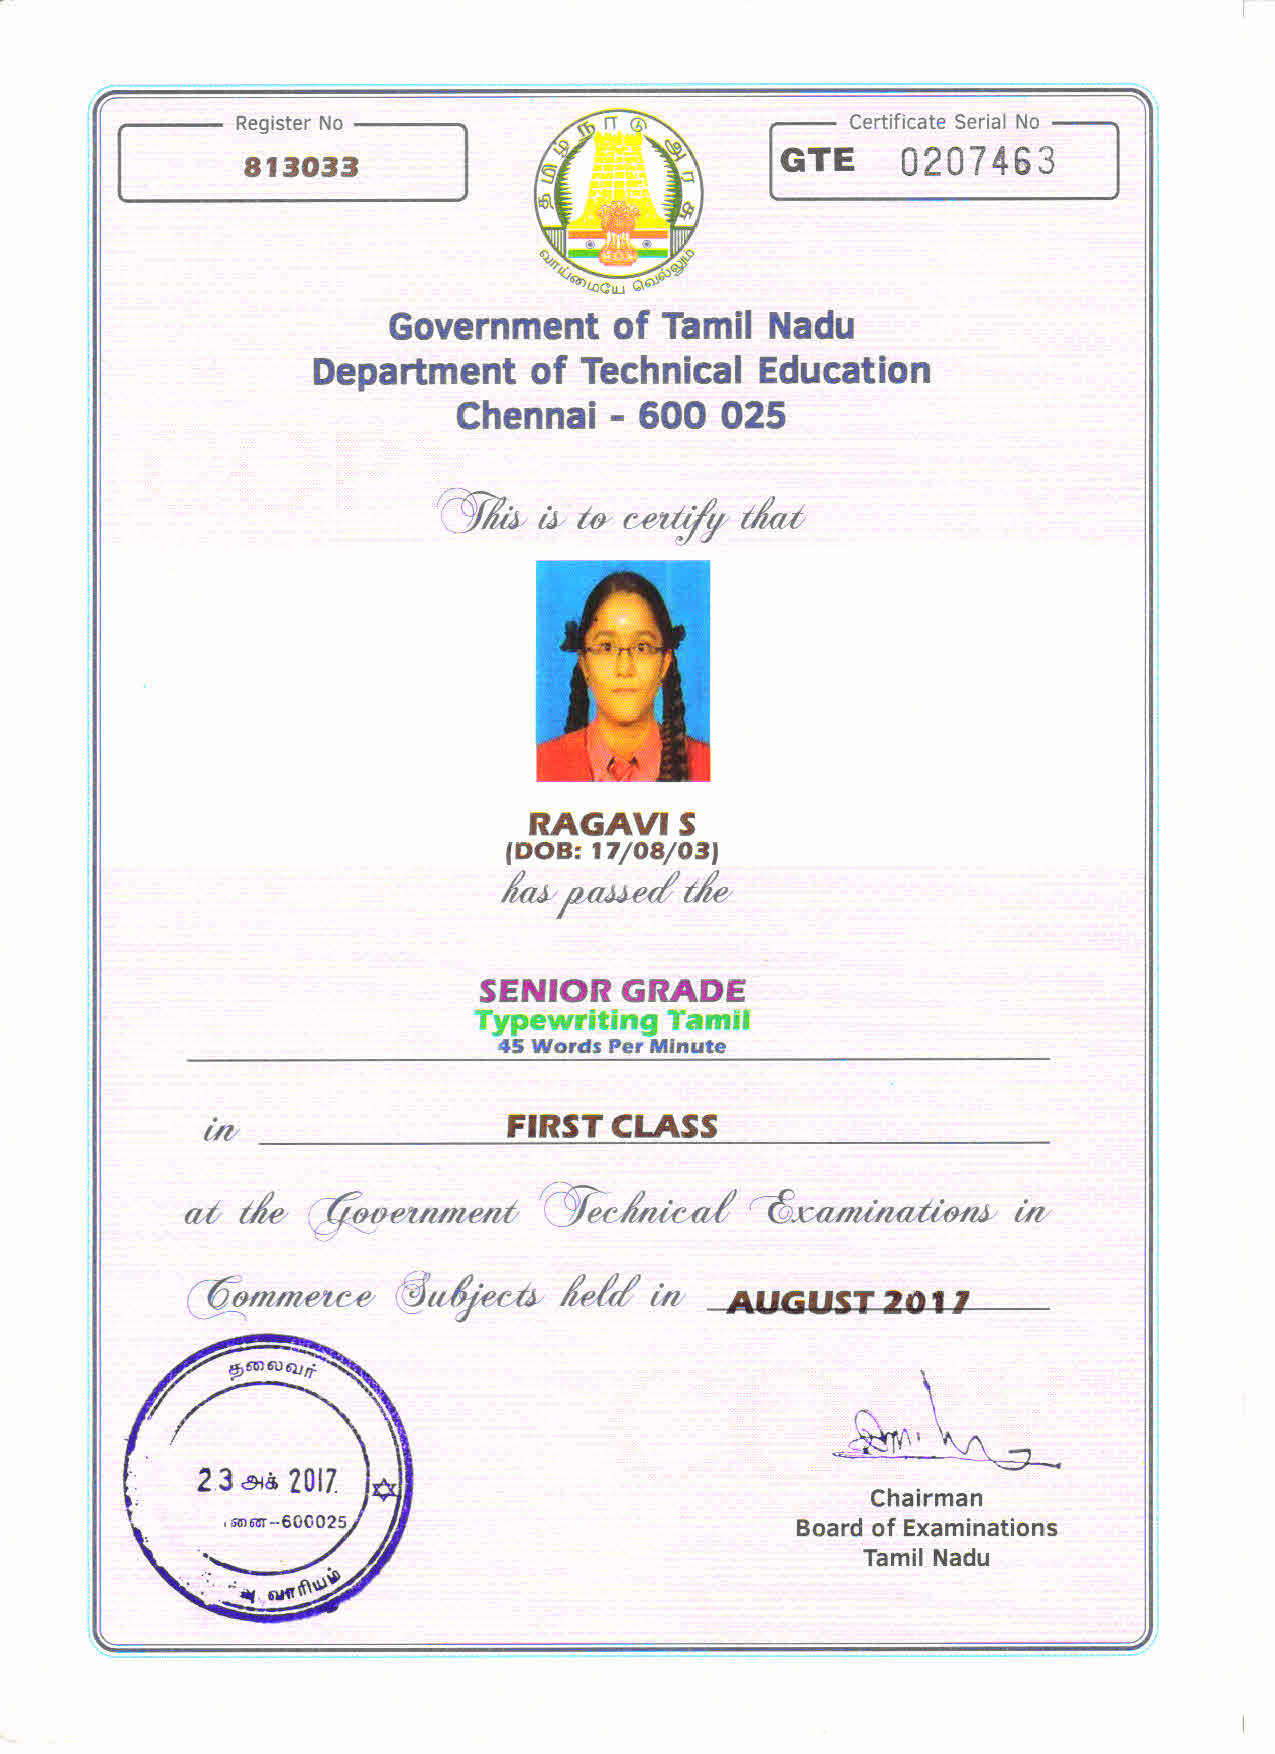 Register No
813033
Certificate Serial No
GTE 0207463
தமிழ் நாடு அரசு
வாய்மையே வெல்லும்
Government of Tamil Nadu
Department of Technical Education
Chennai - 600 025
This is to certify that
RAGAVI S
(DOB: 17/08/03)
has passed the
SENIOR GRADE
Typewriting Tamil
45 Words Per Minute
in FIRST CLASS
at the Government Technical Examinations in
Commerce Subjects held in AUGUST 2017
தலைவர்
23 அக் 2017
னை-600025
வாரியம்
Chairman
Board of Examinations
Tamil Nadu